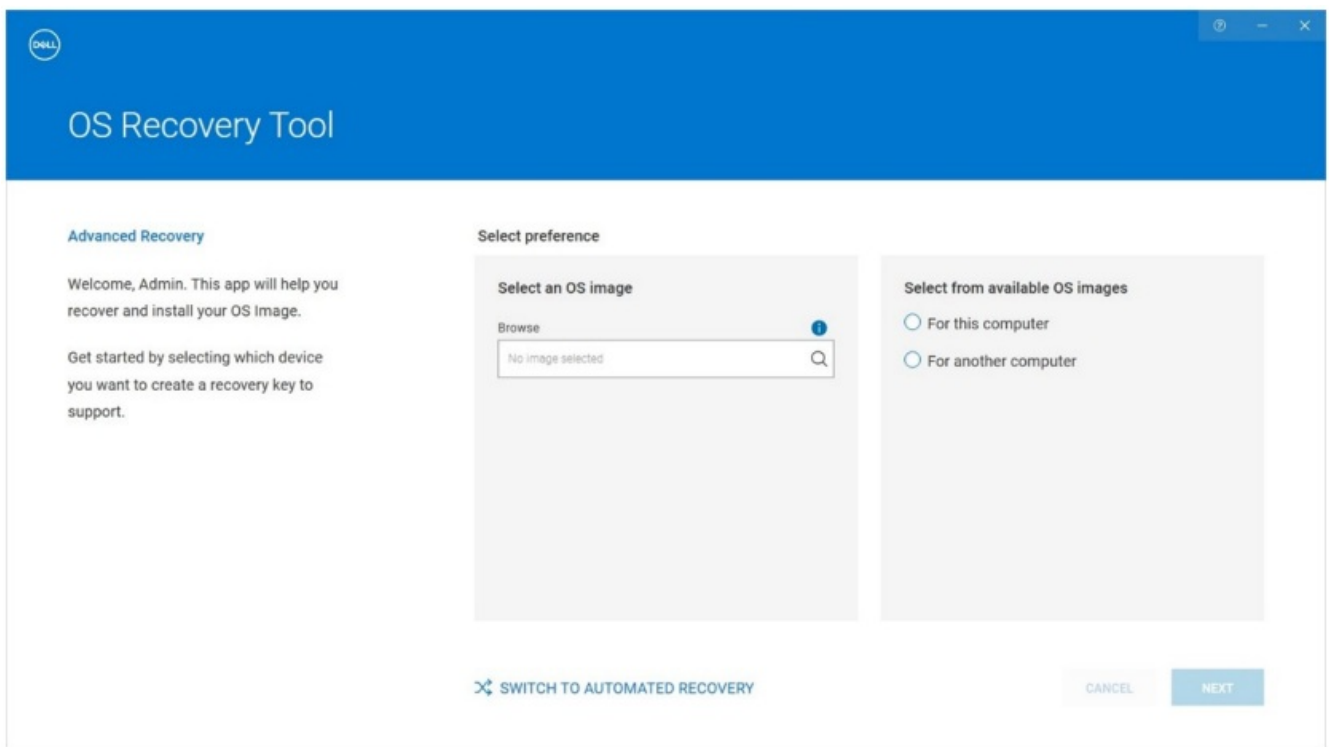 DELL
OS Recovery Tool
Advanced Recovery
Welcome, Admin. This app will help you
recover and install your OS Image.
Get started by selecting which device
you want to create a recovery key to
support.
Select preference
Select an OS image
Browse
No image selected
Select from available OS images
For this computer
For another computer
SWITCH TO AUTOMATED RECOVERY
CANCEL
NEXT